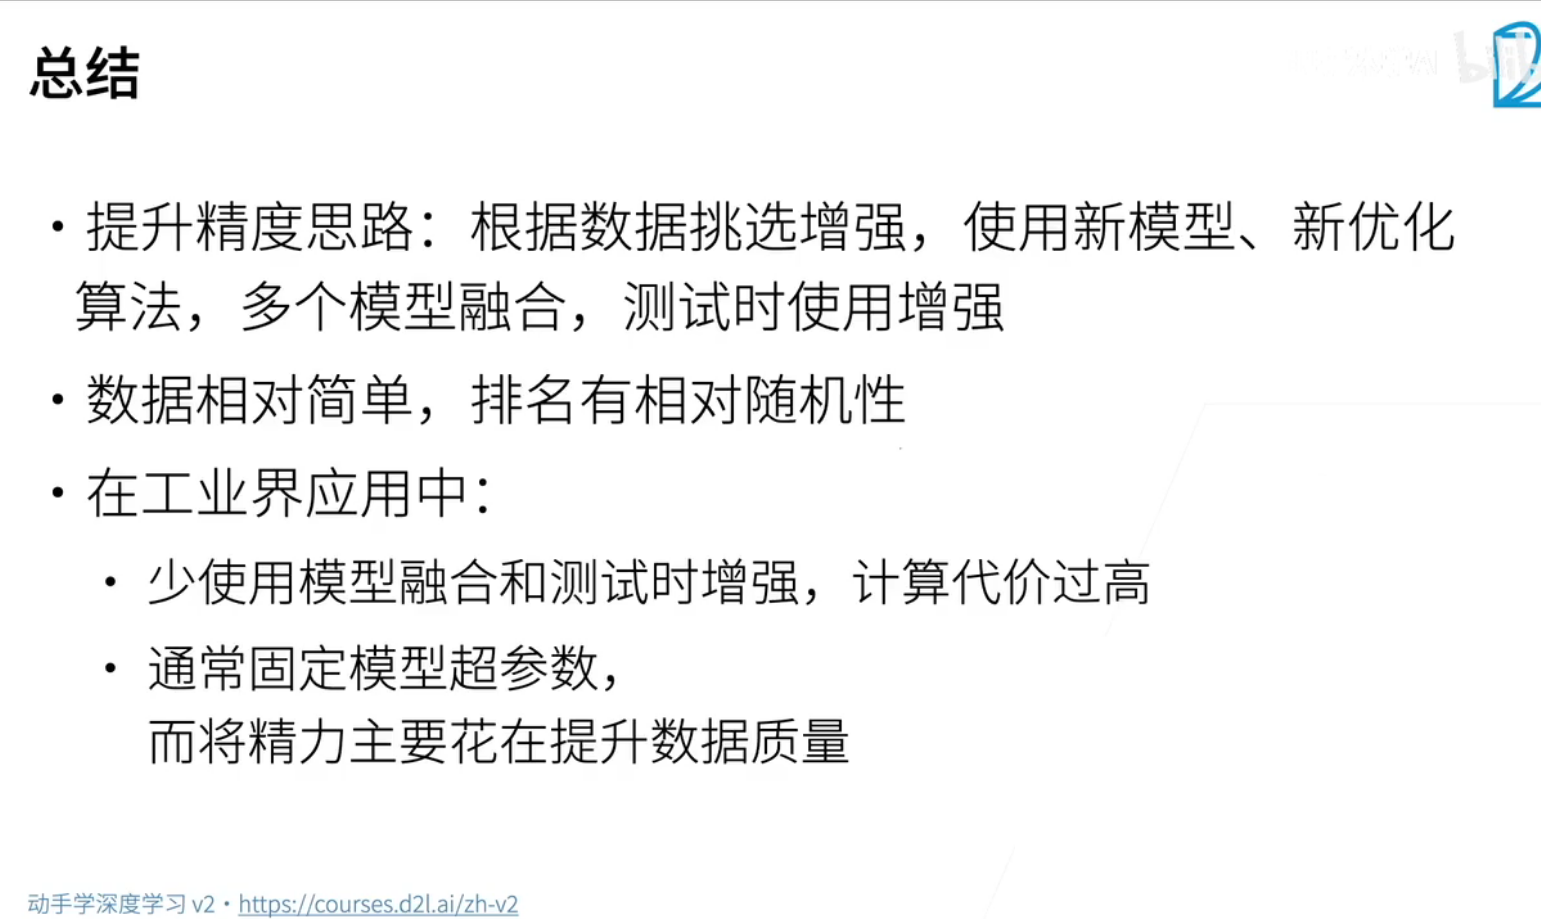 总结
• 提升精度思路：根据数据挑选增强，使用新模型、新优化
算法，多个模型融合，测试时使用增强
• 数据相对简单，排名有相对随机性
• 在工业界应用中：
• 少使用模型融合和测试时增强，计算代价过高
• 通常固定模型超参数，
而将精力主要花在提升数据质量
动手学深度学习 v2 • https://courses.d2l.ai/zh-v2